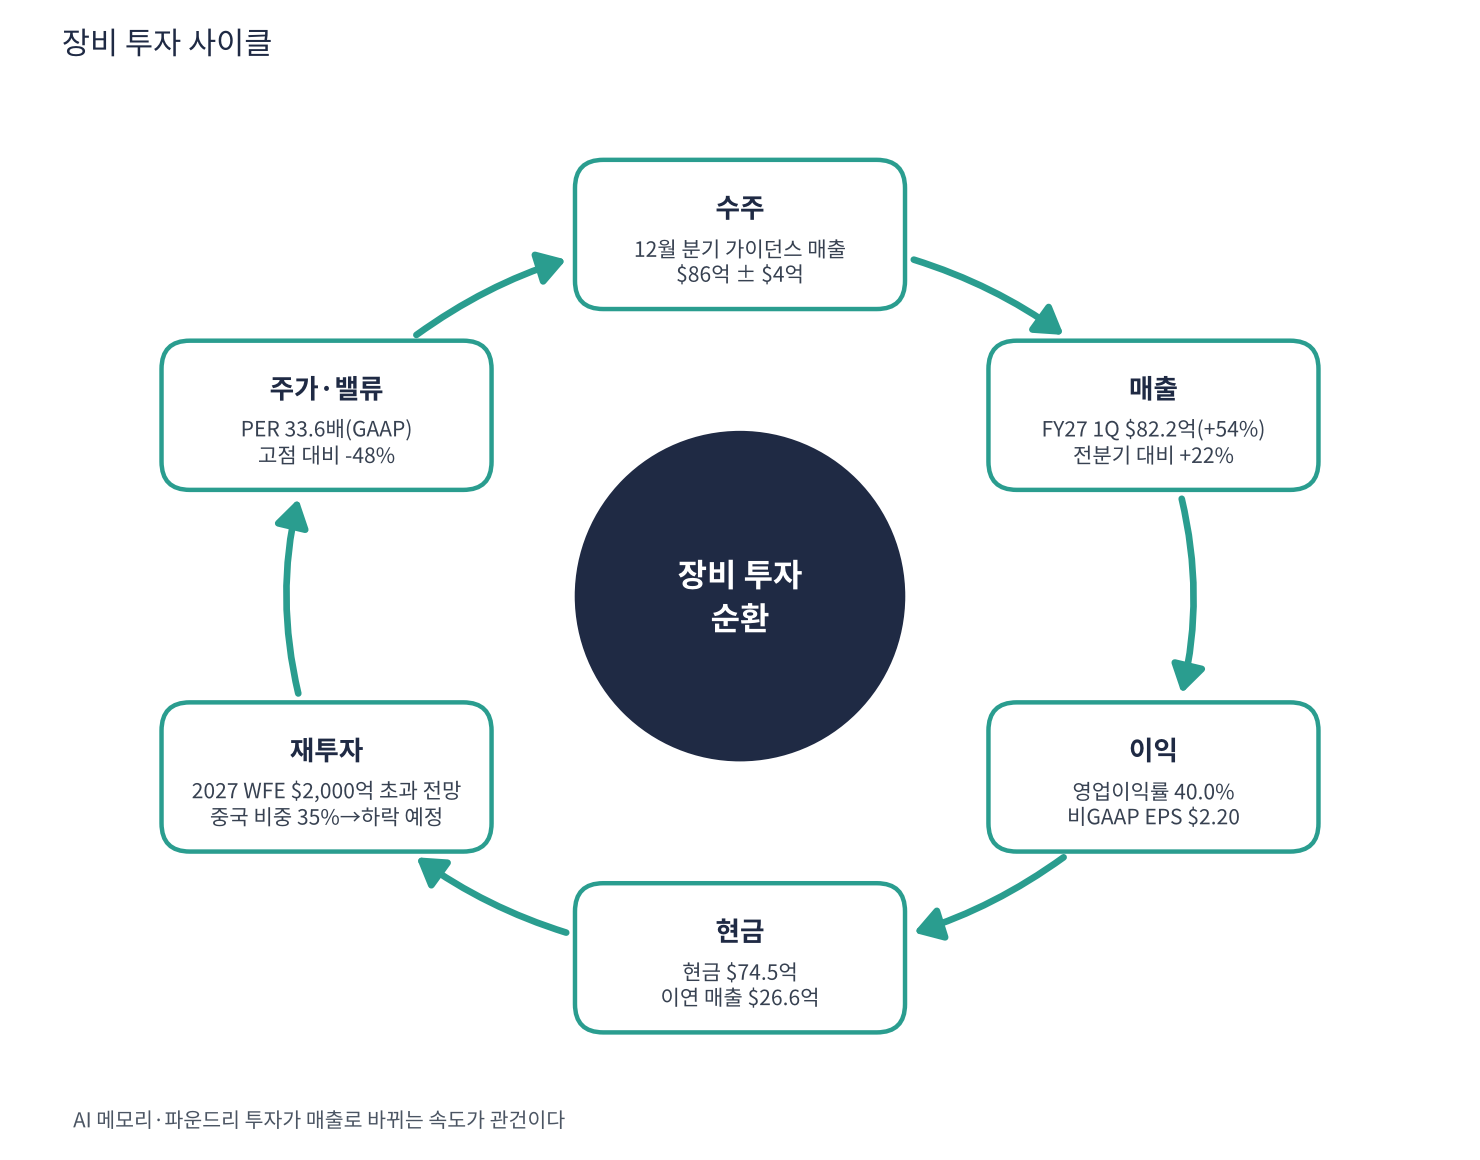 장비 투자 사이클
수주
12월 분기 가이던스 매출
$86억 ± $4억
매출
FY27 1Q $82.2억(+54%)
전분기 대비 +22%
이익
영업이익률 40.0%
비GAAP EPS $2.20
현금
현금 $74.5억
이연 매출 $26.6억
재투자
2027 WFE $2,000억 초과 전망
중국 비중 35%→하락 예정
주가·밸류
PER 33.6배(GAAP)
고점 대비 -48%
장비 투자
순환
AI 메모리·파운드리 투자가 매출로 바뀌는 속도가 관건이다